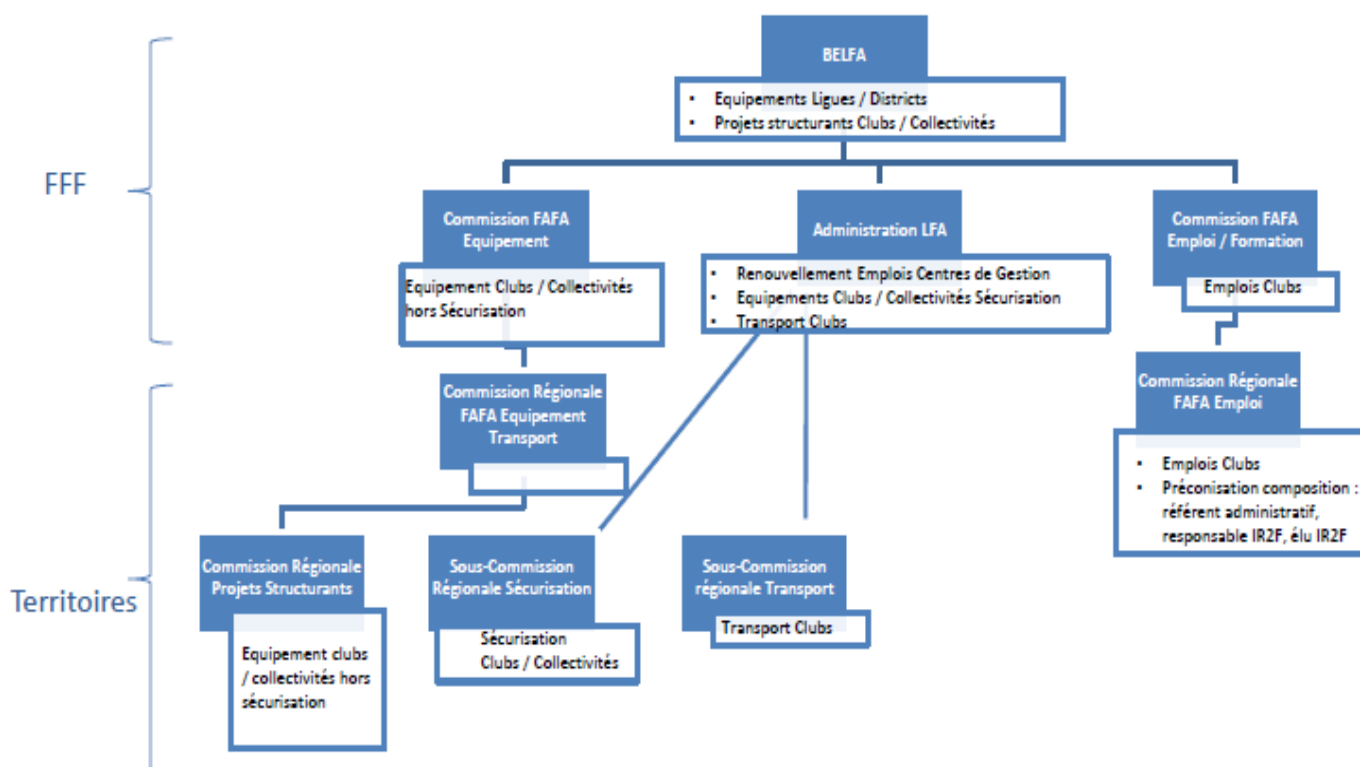 BELFA
• Equipements Ligues / Districts
• Projets structurants Clubs / Collectivités
FFF
Commission FAFA
Equipement
Equipement Clubs / Collectivités
hors Sécurisation
Administration LFA
• Renouvellement Emplois Centres de Gestion
• Equipements Clubs / Collectivités Sécurisation
• Transport Clubs
Commission FAFA
Emploi / Formation
Emplois Clubs
Commission Régionale
FAFA Equipement
Transport
Commission Régionale
FAFA Emploi
• Emplois Clubs
• Préconisation composition :
référent administratif,
responsable IR2F, élu IR2F
Territoires
Commission Régionale
Projets Structurants
Equipement clubs
/ collectivités hors
sécurisation
Sous-Commission
Régionale Sécurisation
Sécurisation
Clubs / Collectivités
Sous-Commission
régionale Transport
Transport Clubs